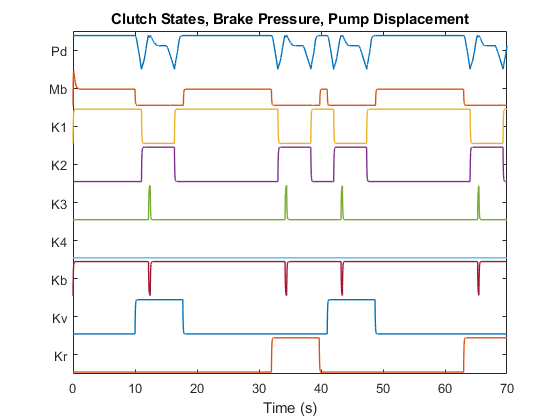 Clutch States, Brake Pressure, Pump Displacement
Pd
Mb
K1
K2
K3
K4
Kb
Kv
Kr
0 10 20 30 40 50 60 70
Time (s)